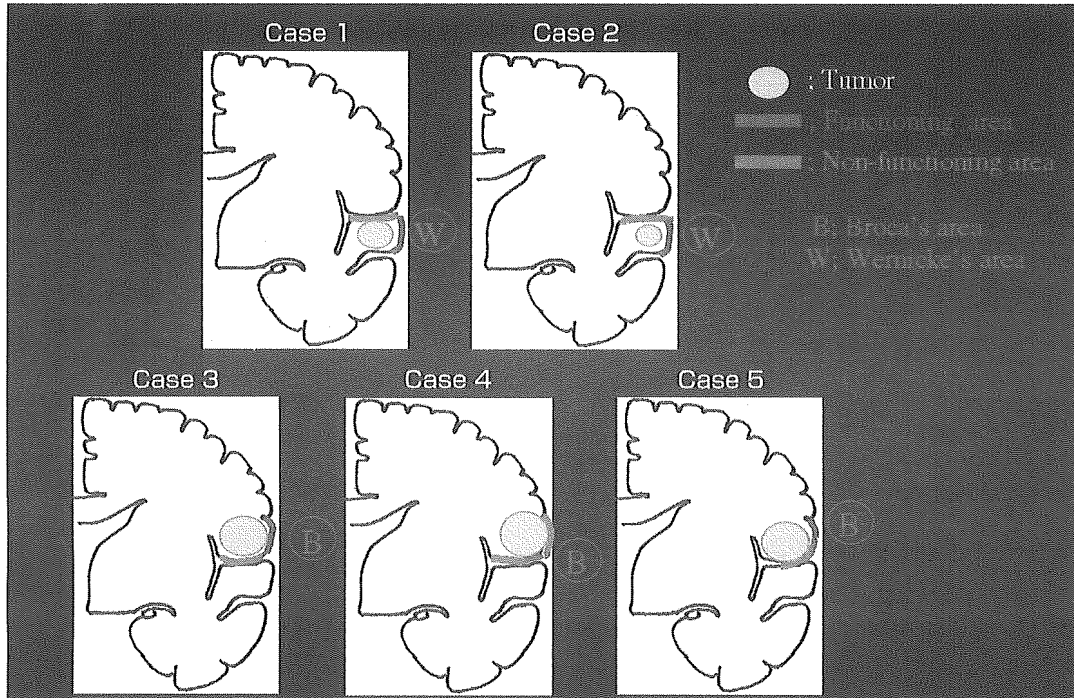 Case 1
Case 2
: Tumor
: Functioning area
: Non-functioning area
B: Broca's area
W: Wernicke's area
W
W
Case 3
Case 4
Case 5
B
B
B